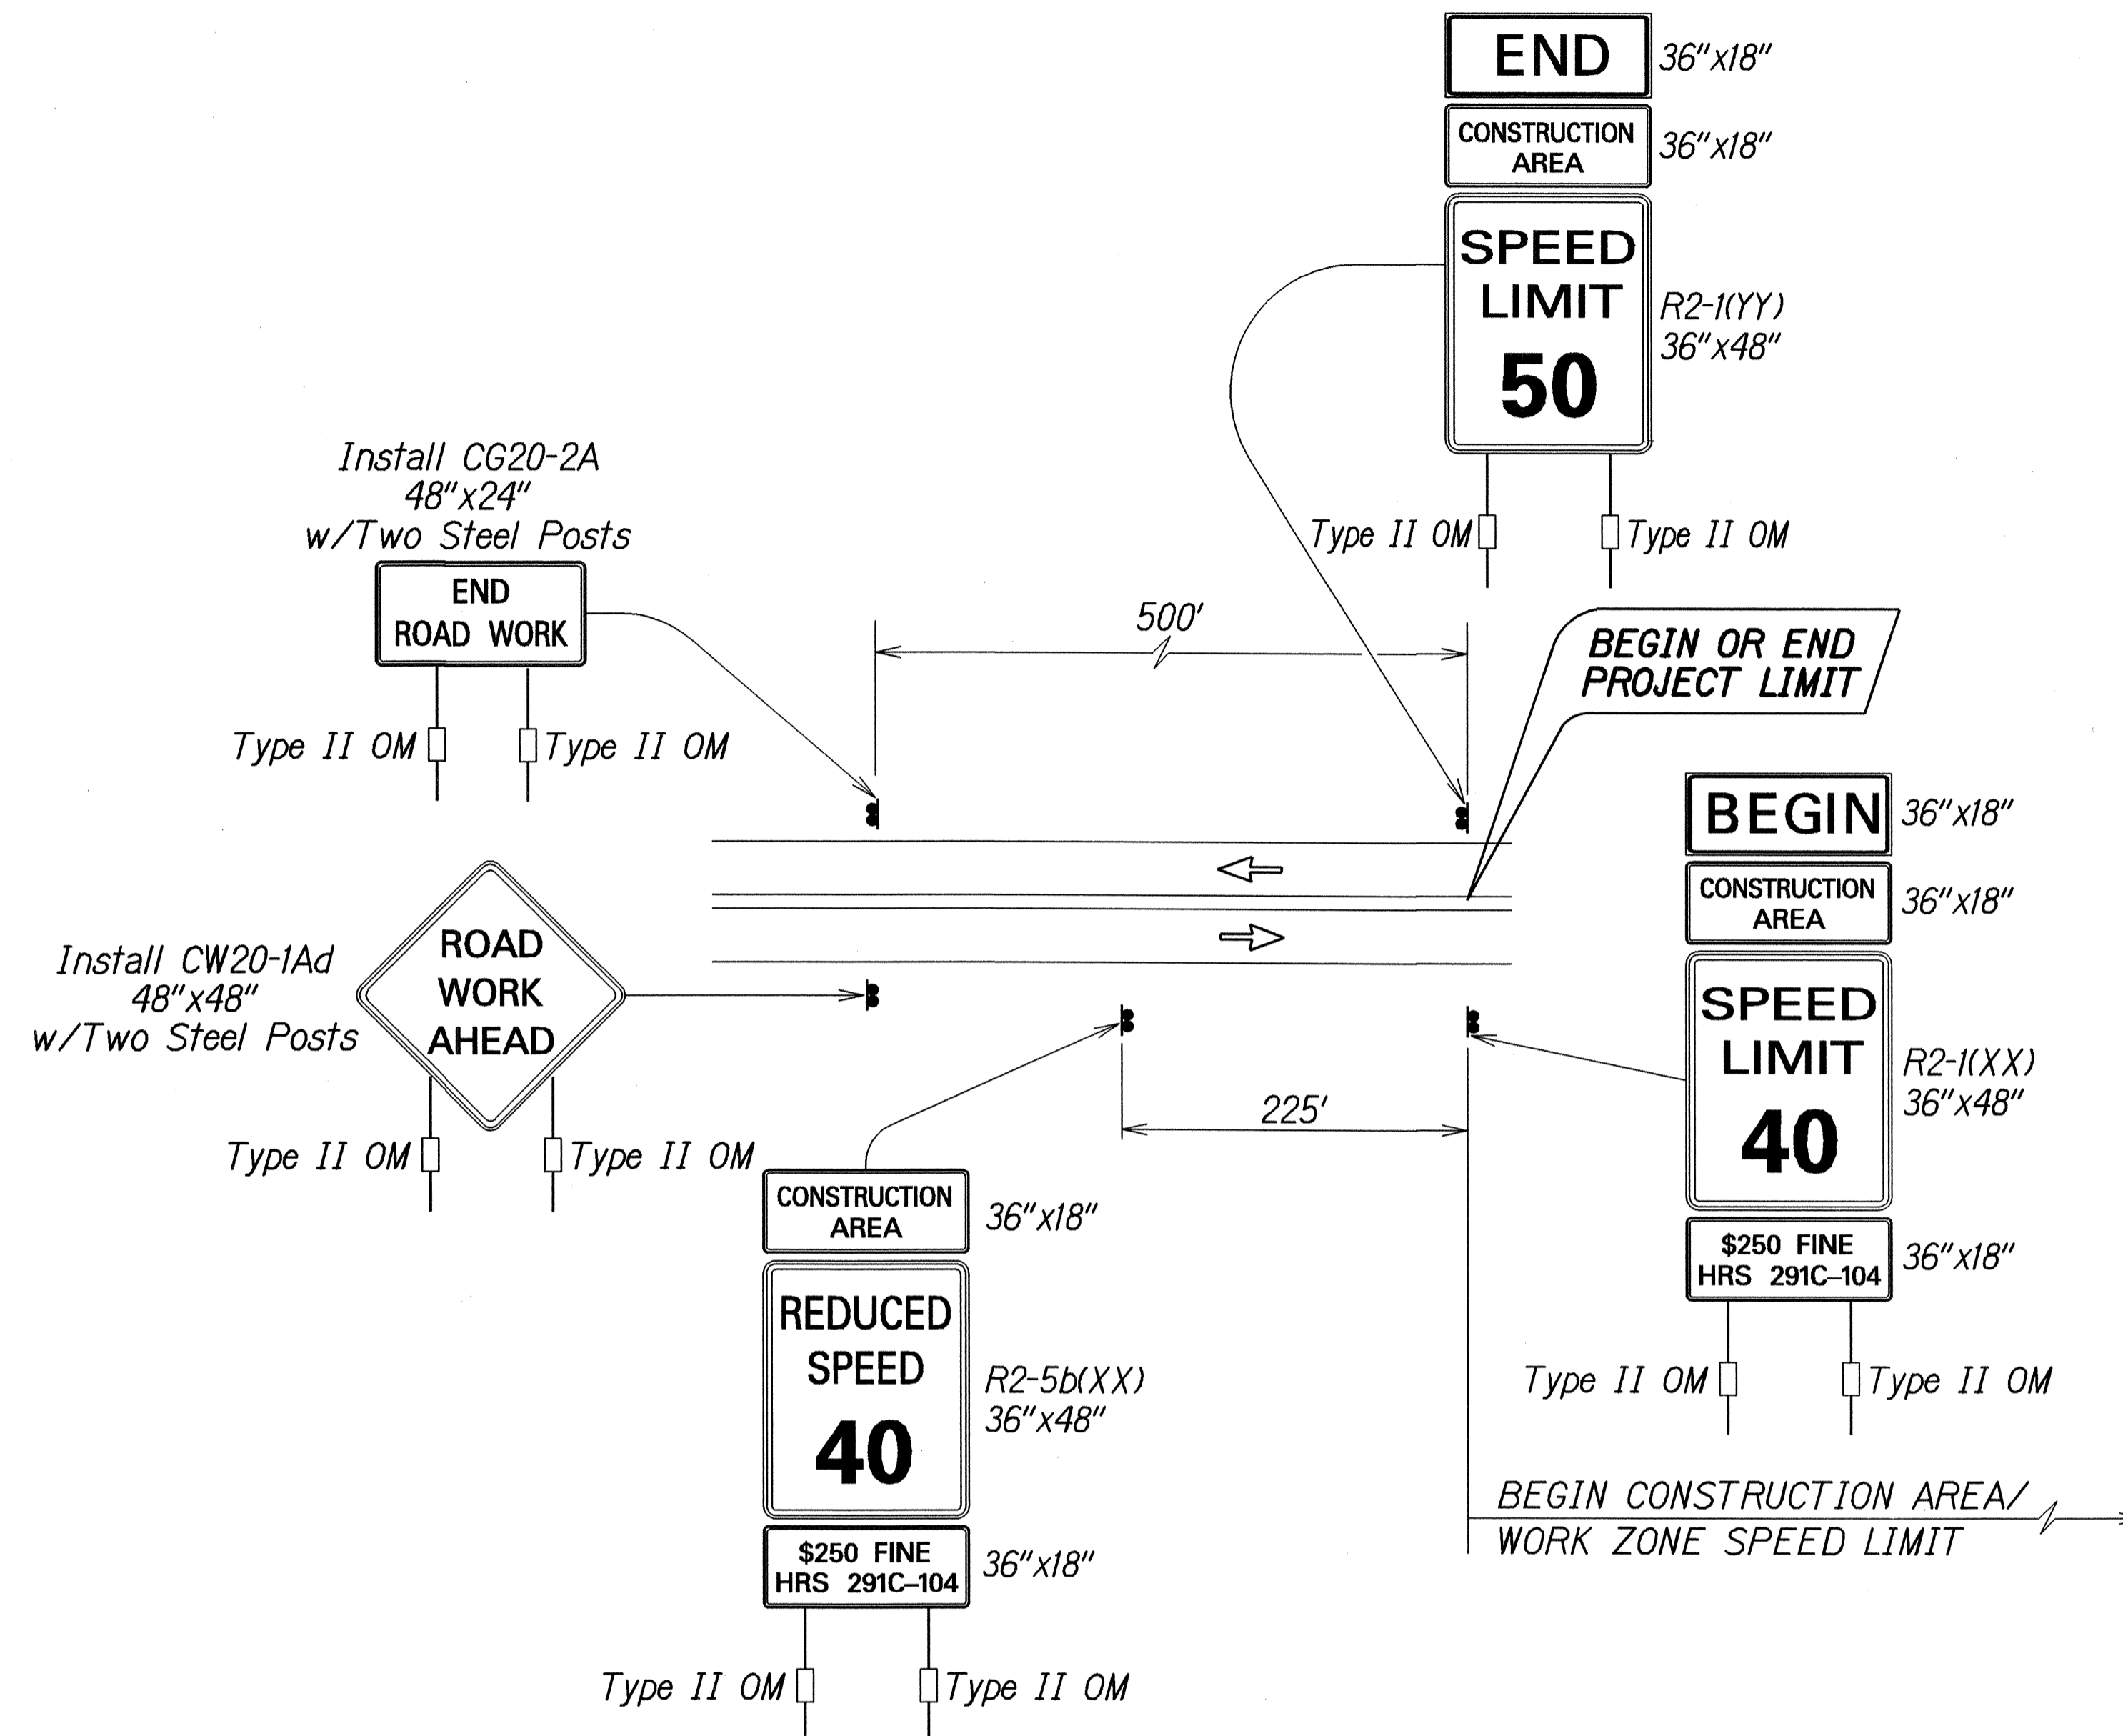 END
36"x18"
CONSTRUCTION
AREA
36"x18"
SPEED
LIMIT
50
R2-1(YY)
36"x48"
Type II OM
Type II OM
Install CG20-2A
48"x24"
w/Two Steel Posts
END
ROAD WORK
Type II OM
Type II OM
500'
BEGIN OR END
PROJECT LIMIT
BEGIN
36"x18"
CONSTRUCTION
AREA
36"x18"
SPEED
LIMIT
40
R2-1(XX)
36"x48"
$250 FINE
HRS 291C–104
36"x18"
Type II OM
Type II OM
Install CW20-1Ad
48"x48"
w/Two Steel Posts
ROAD
WORK
AHEAD
Type II OM
Type II OM
225'
CONSTRUCTION
AREA
36"x18"
REDUCED
SPEED
40
R2-5b(XX)
36"x48"
$250 FINE
HRS 291C–104
36"x18"
Type II OM
Type II OM
BEGIN CONSTRUCTION AREA/
WORK ZONE SPEED LIMIT